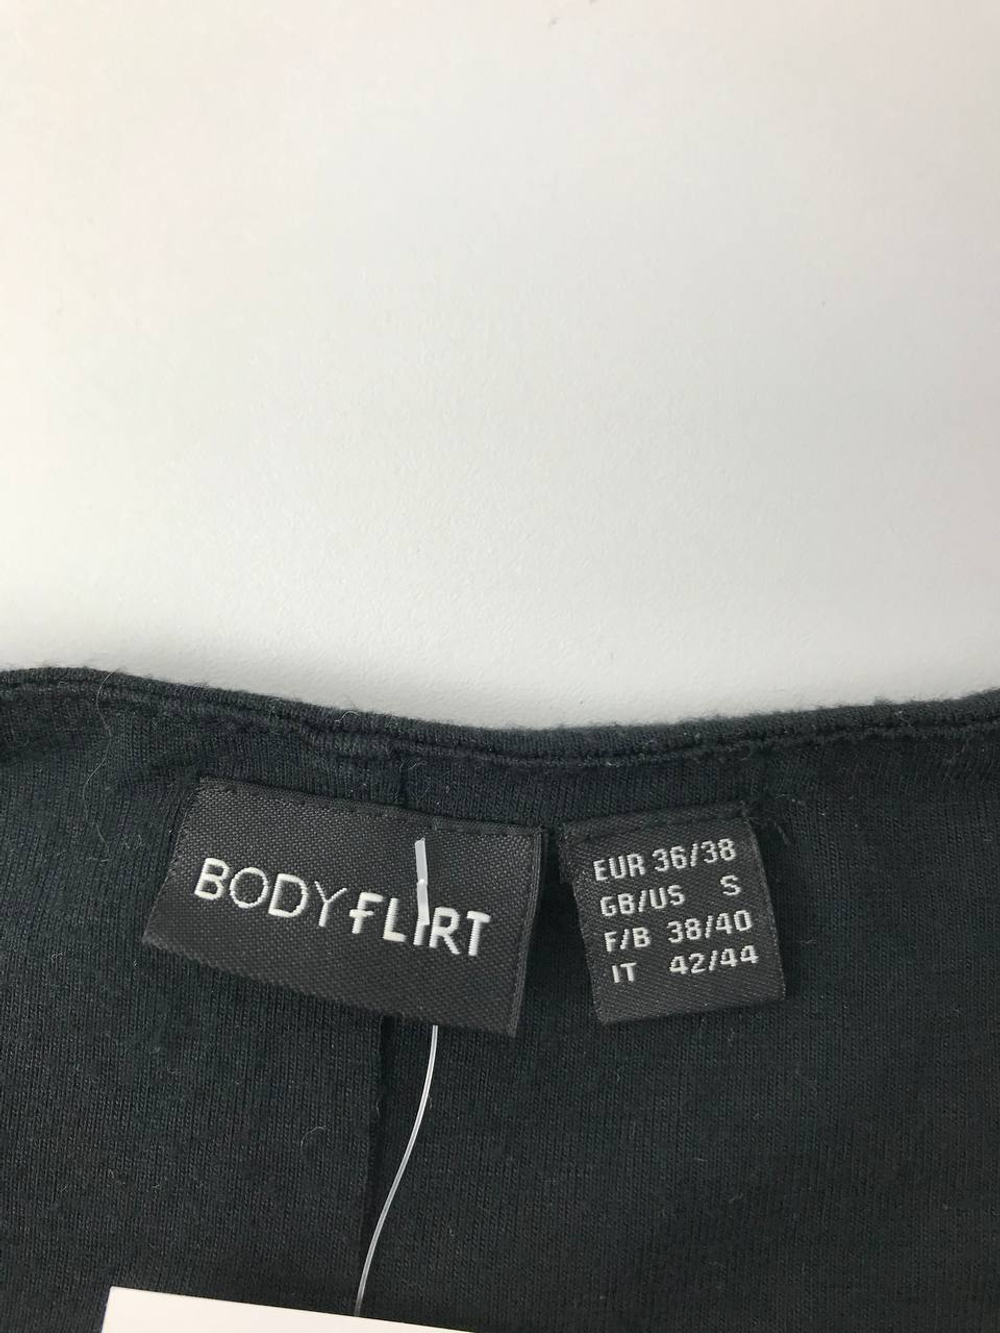 BODYFLIRT
EUR 36/38
GB/US S
F/B 38/40
IT 42/44